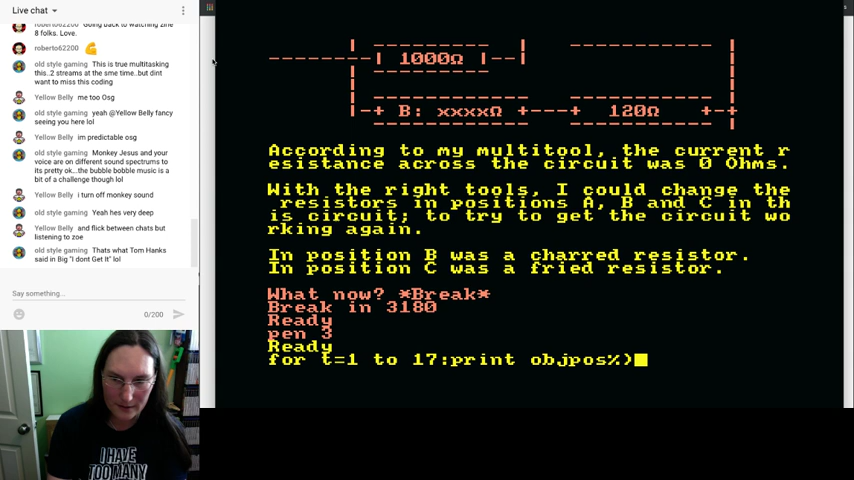 Live chat
roberto62200 Going back to watching zine
8 folks. Love.
roberto62200
old style gaming This is true multitasking
this..2 streams at the sme time..but dint
want to miss this coding
Yellow Belly me too Osg
old style gaming yeah @Yellow Belly fancy
seeing you here lol
Yellow Belly im predictable osg
old style gaming Monkey Jesus and your
voice are on different sound spectrums to
its pretty ok...the bubble bobble music is a
bit of a challenge though lol
Yellow Belly i turn off monkey sound
old style gaming Yeah hes very deep
Yellow Belly and flick between chats but
listening to zoe
old style gaming Thats what Tom Hanks
said in Big "I dont Get It" lol
Say something...
0/200
1000Ω
B: xxxxΩ 120Ω
According to my multitool, the current r
esistance across the circuit was 0 Ohms.
With the right tools, I could change the
resistors in positions A, B and C in th
is circuit; to try to get the circuit wo
rking again.
In position B was a charred resistor.
In position C was a fried resistor.
What now? *Break*
Break in 3180
Ready
pen 3
Ready
for t=1 to 17:print objpos%)
I HAVE
TOO MANY